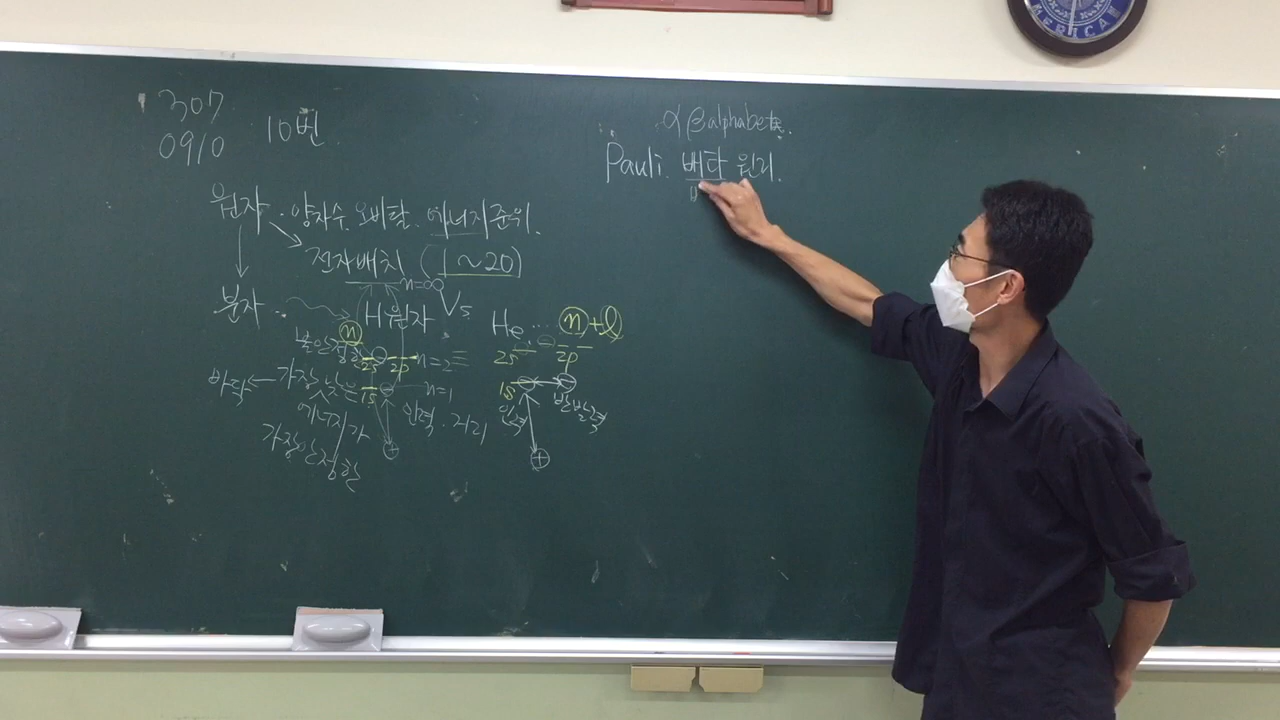 307
0910 10번
원자. 양자수, 오비탈, 에너지준위.
전자배치 (1~20)
n=∞
분자..
H원자 Vs He... n+l
n
2s 2p n=2
2s 2p
바닥 ← 가장 낮은 1s n=1
1s
에너지가 인력·거리 인력 반발력
가장안정한
+ +
αβ alphabet
Pauli. 배타 원리.
AMERICAN